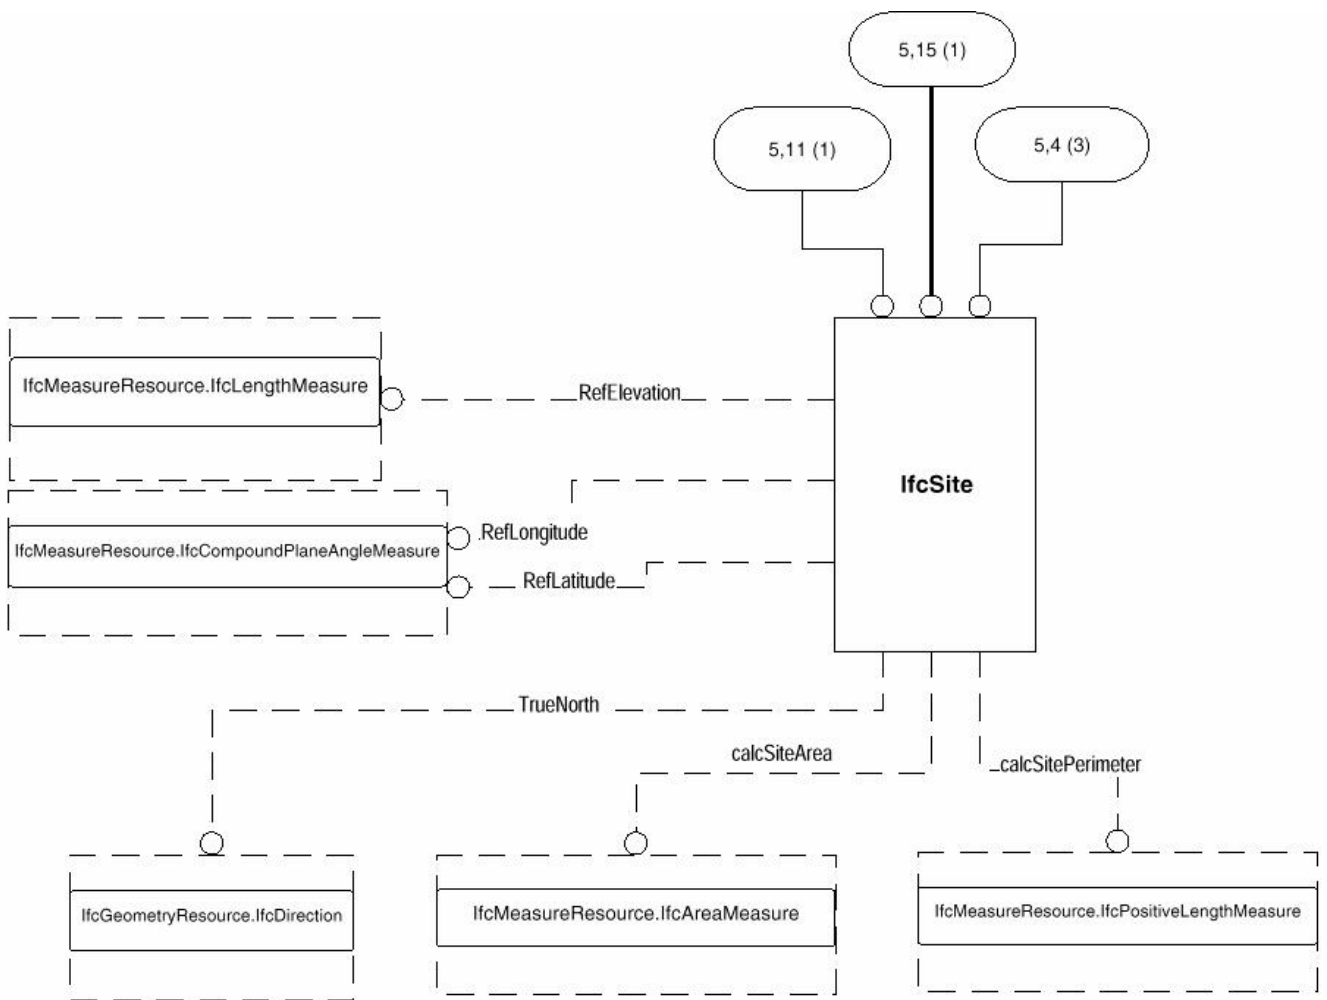 5,15 (1)
5,11 (1)
5,4 (3)
IfcMeasureResource.IfcLengthMeasure
RefElevation
IfcSite
IfcMeasureResource.IfcCompoundPlaneAngleMeasure
RefLongitude
RefLatitude
TrueNorth
calcSiteArea
calcSitePerimeter
IfcGeometryResource.IfcDirection
IfcMeasureResource.IfcAreaMeasure
IfcMeasureResource.IfcPositiveLengthMeasure